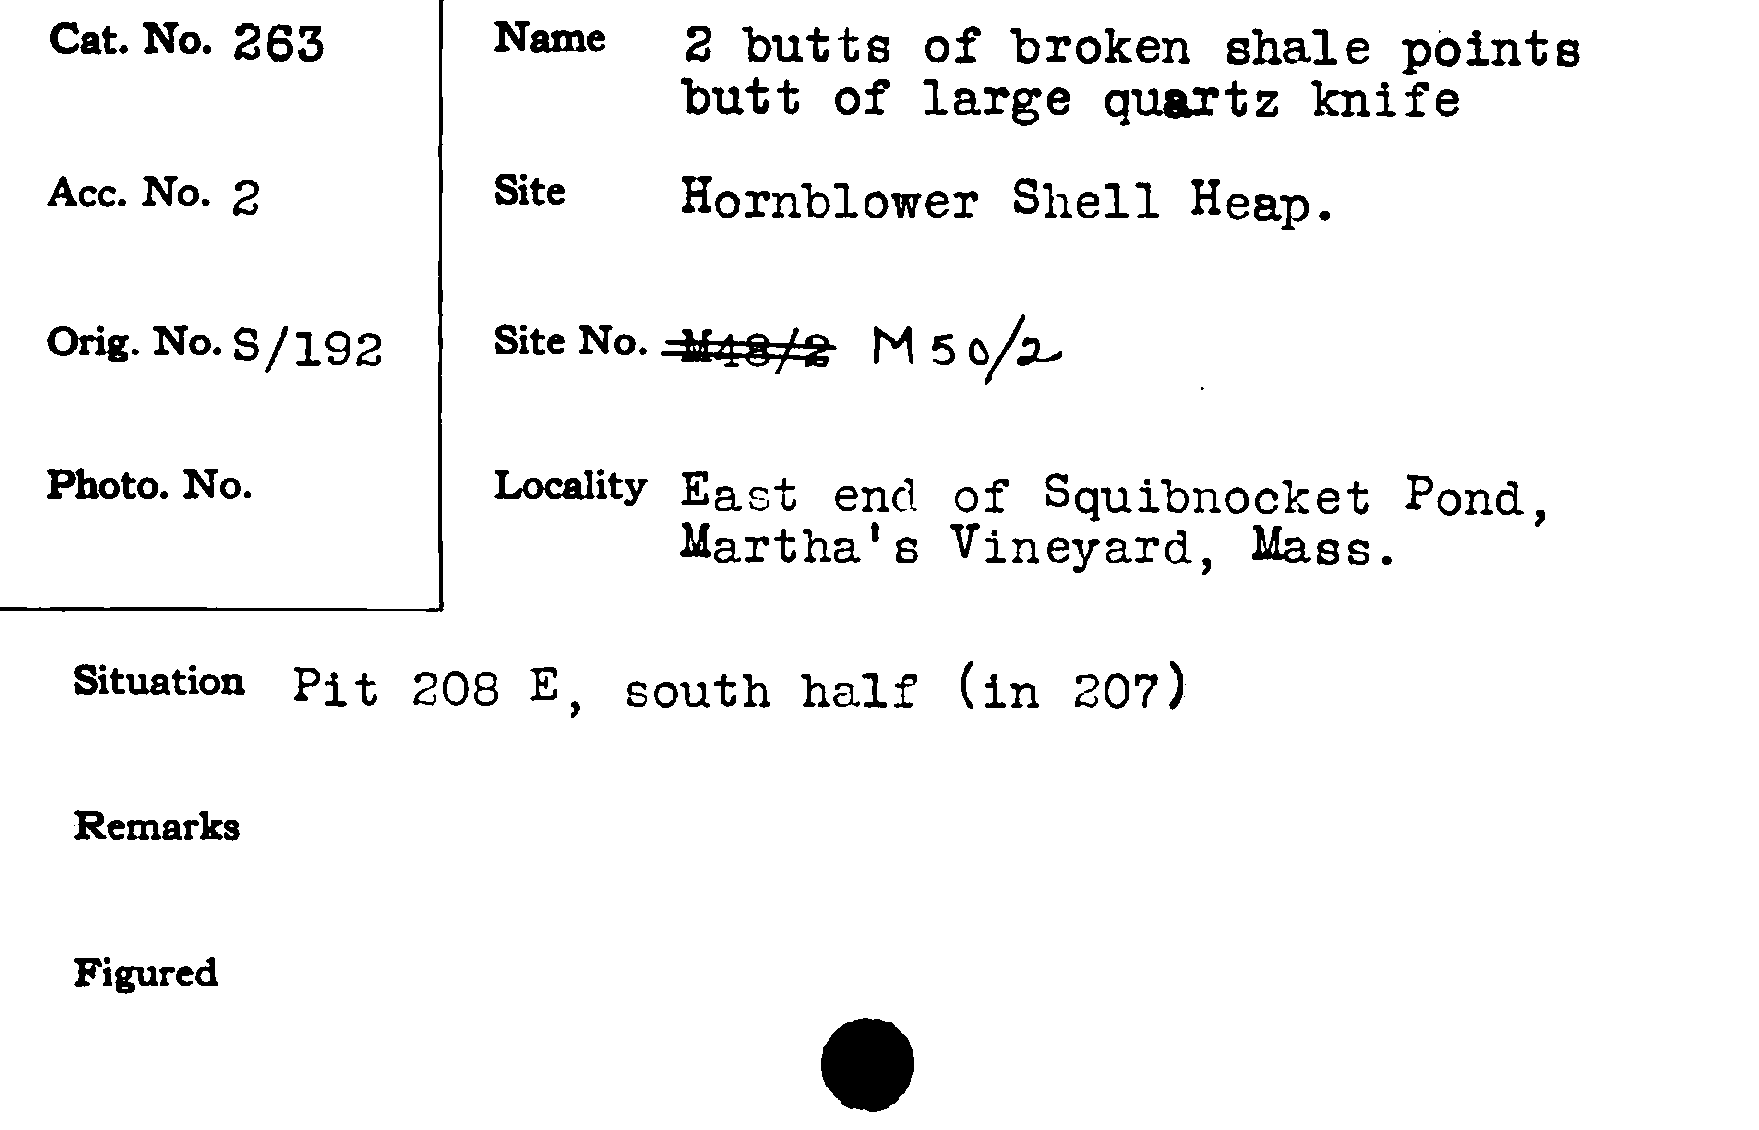 Cat. No. 263
Name 2 butts of broken shale points
butt of large quartz knife
Acc. No. 2
Site Hornblower Shell Heap.
Orig. No. S/192
Site No. M48/2 M 50/2
Photo. No.
Locality East end of Squibnocket Pond,
Martha's Vineyard, Mass.
Situation Pit 208 E, south half (in 207)
Remarks
Figured